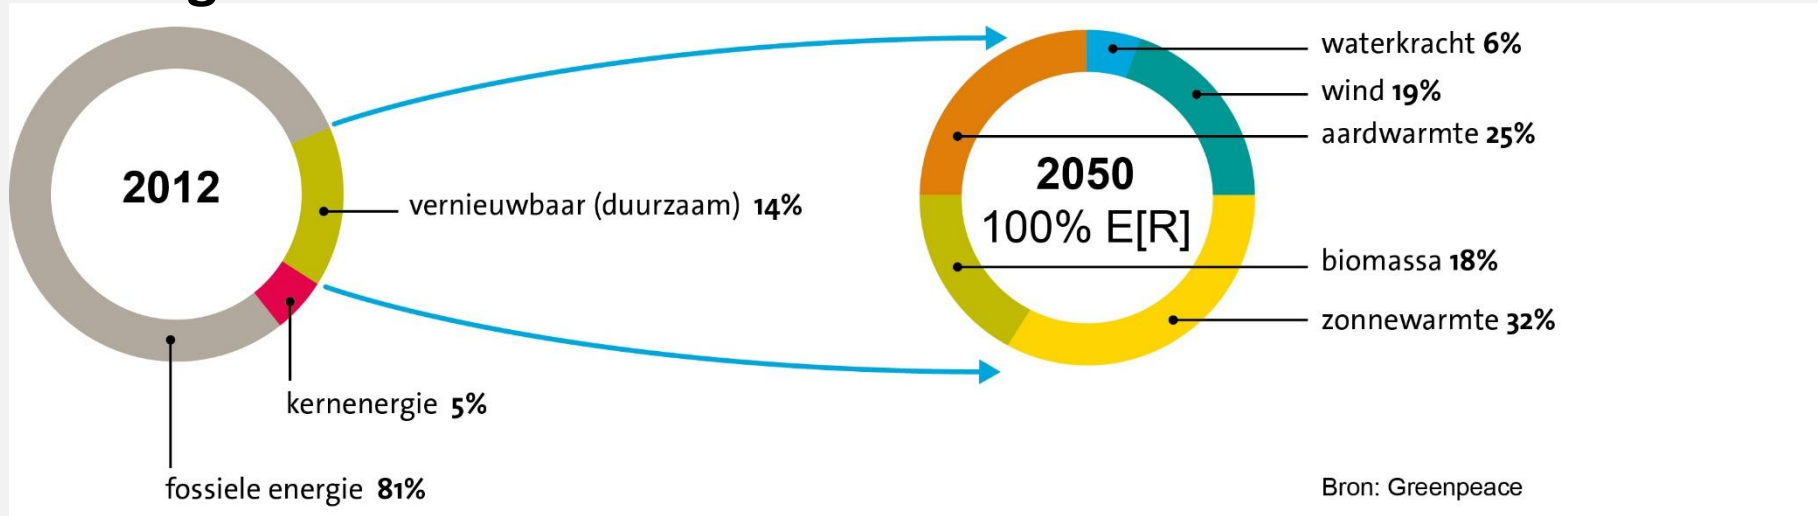 2012
vernieuwbaar (duurzaam) 14%
kernenergie 5%
fossiele energie 81%
2050
100% E[R]
waterkracht 6%
wind 19%
aardwarmte 25%
biomassa 18%
zonnewarmte 32%
Bron: Greenpeace